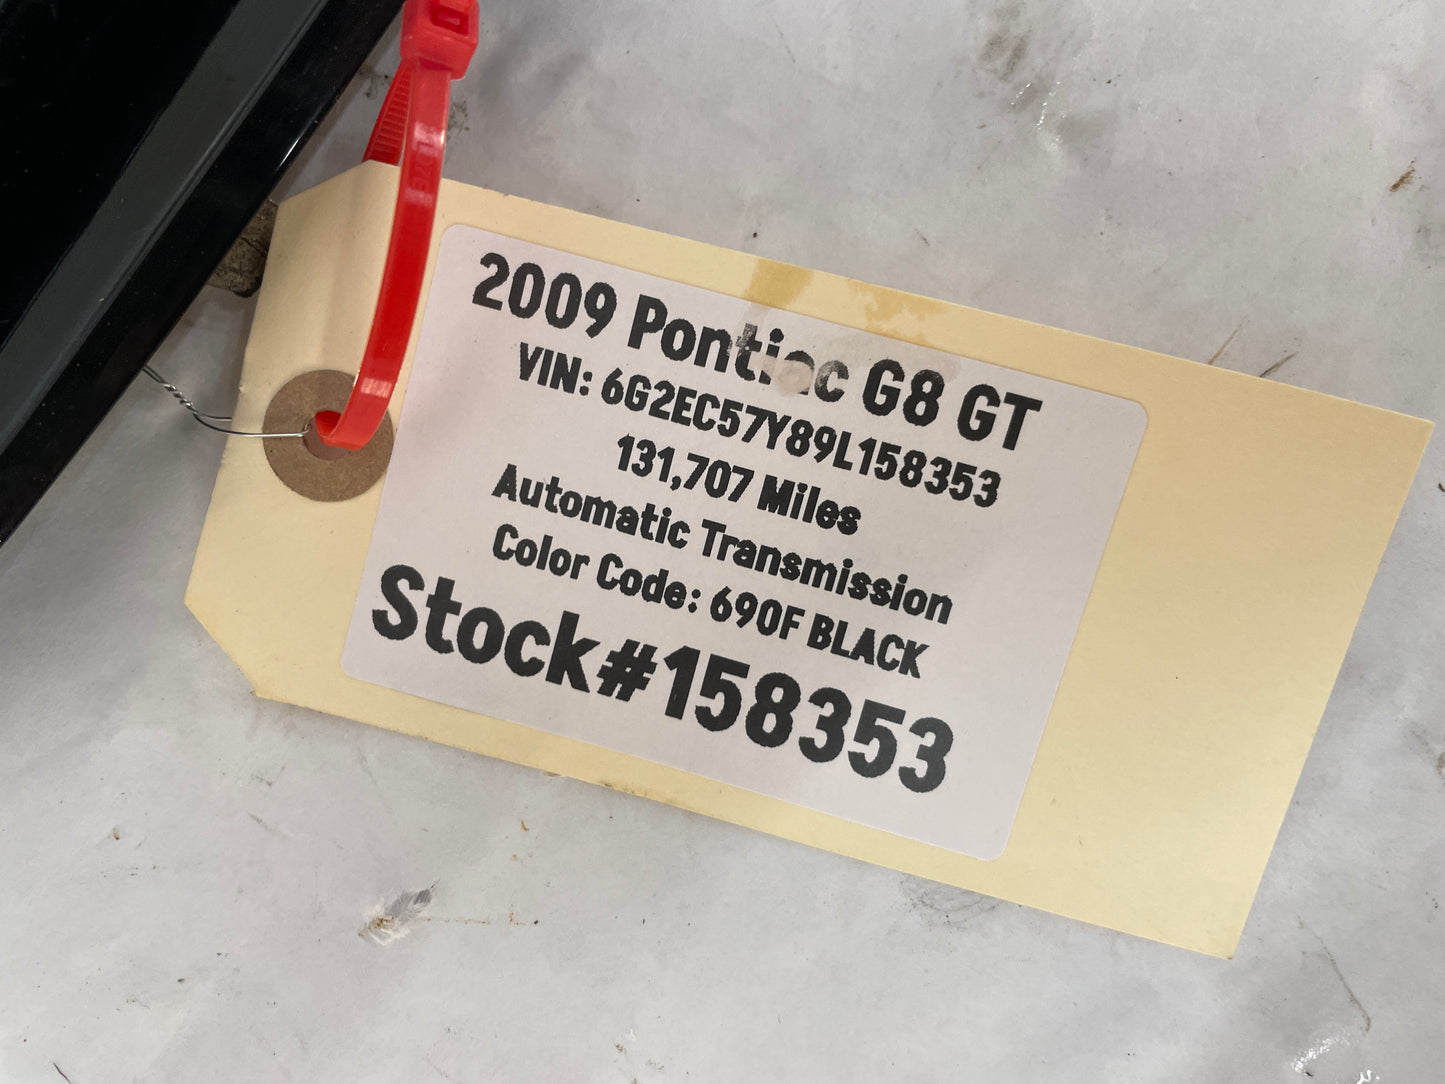 2009 Pontiac G8 GT
VIN: 6G2EC57Y89L158353
131,707 Miles
Automatic Transmission
Color Code: 690F BLACK
Stock#158353